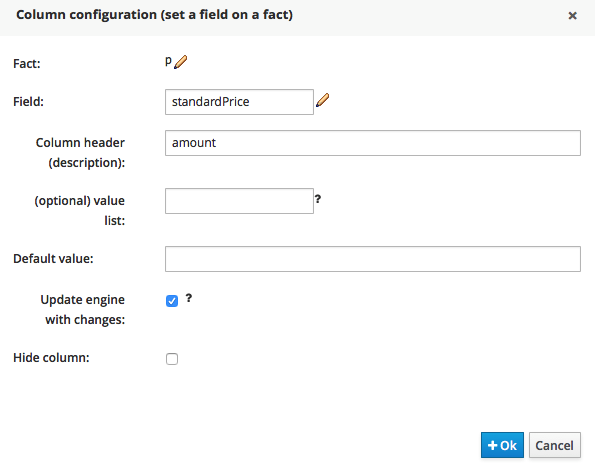 Column configuration (set a field on a fact) ×
Fact: p
Field: standardPrice
Column header amount
(description):
(optional) value ?
list:
Default value:
Update engine ?
with changes:
Hide column:
+ Ok Cancel